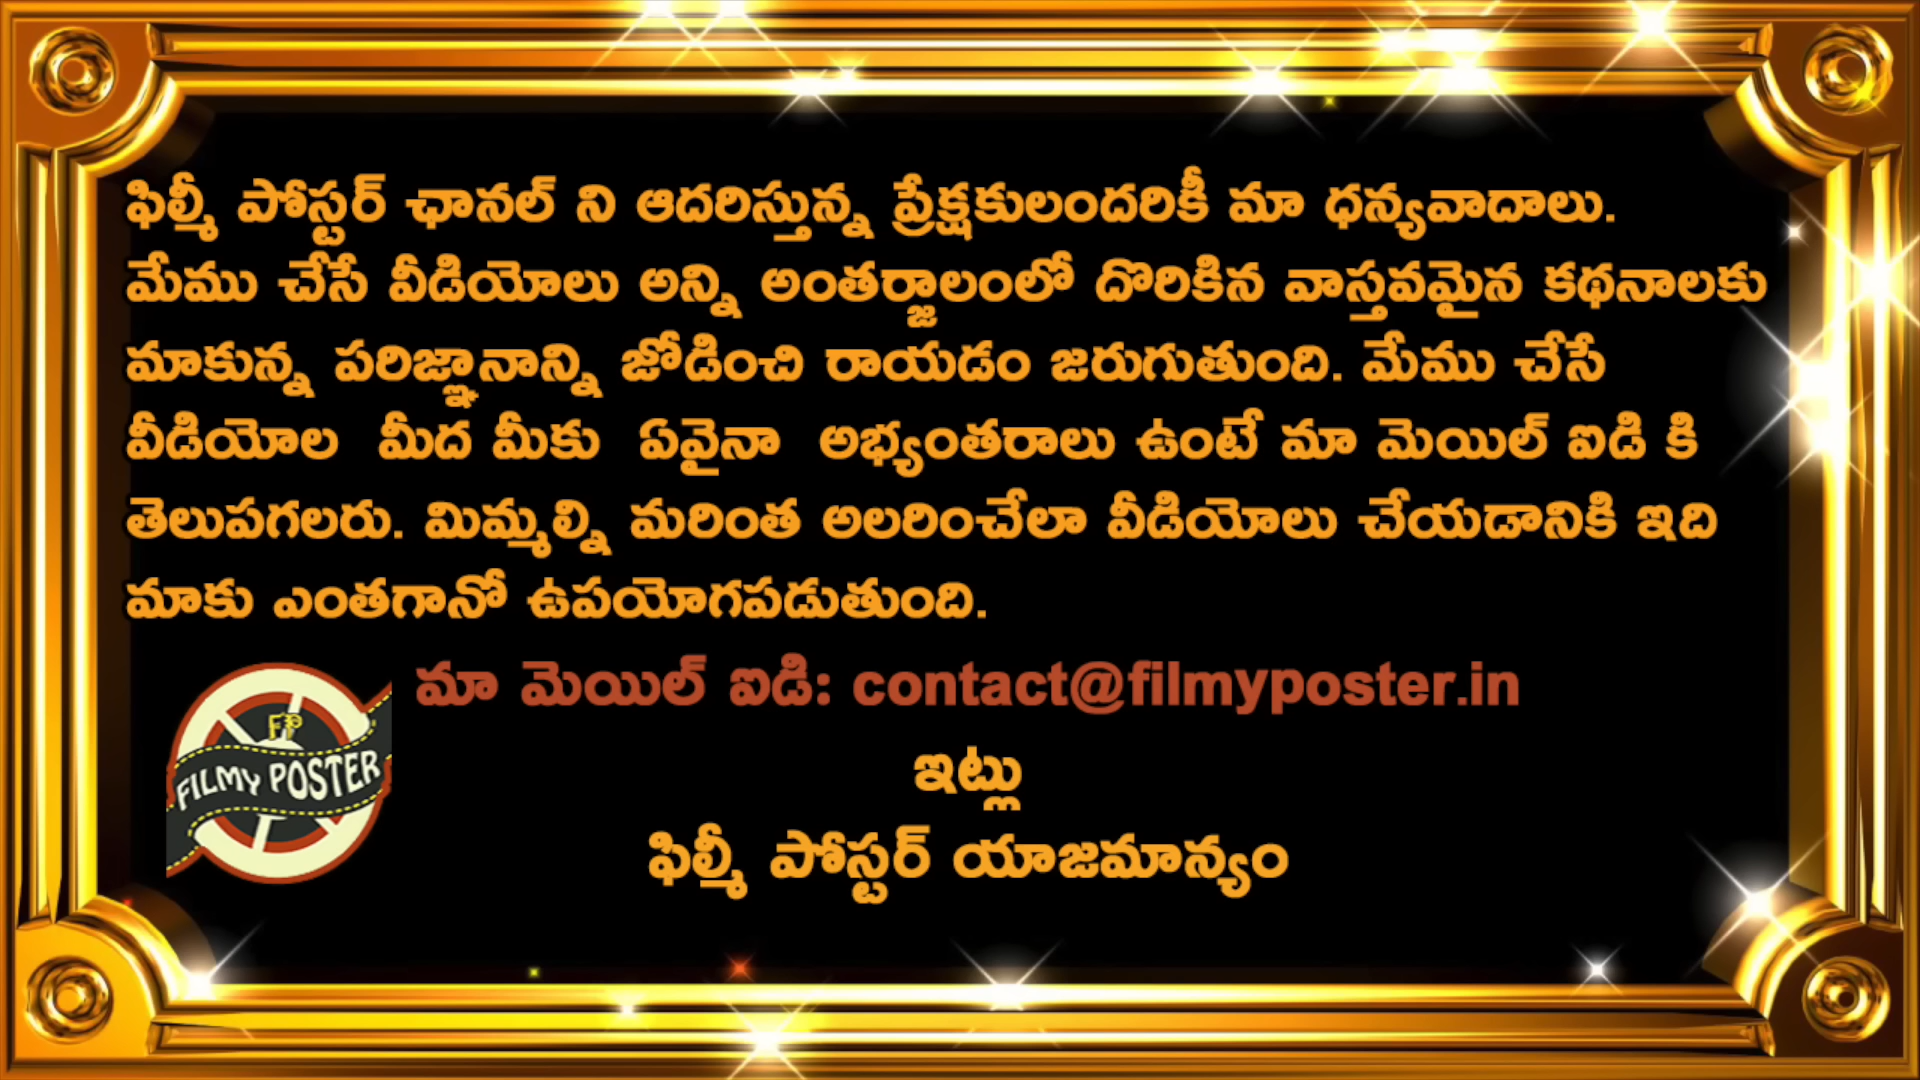 ఫిల్మీ పోస్టర్ ఛానల్ ని ఆదరిస్తున్న ప్రేక్షకులందరికీ మా ధన్యవాదాలు.
మేము చేసే వీడియోలు అన్ని అంతర్జాలంలో దొరికిన వాస్తవమైన కథనాలకు
మాకున్న పరిజ్ఞానాన్ని జోడించి రాయడం జరుగుతుంది. మేము చేసే
వీడియోల మీద మీకు ఏవైనా అభ్యంతరాలు ఉంటే మా మెయిల్ ఐడి కి
తెలుపగలరు. మిమ్మల్ని మరింత అలరించేలా వీడియోలు చేయడానికి ఇది
మాకు ఎంతగానో ఉపయోగపడుతుంది.
మా మెయిల్ ఐడి: contact@filmyposter.in
FP
FILMY POSTER
ఇట్లు
ఫిల్మీ పోస్టర్ యాజమాన్యం